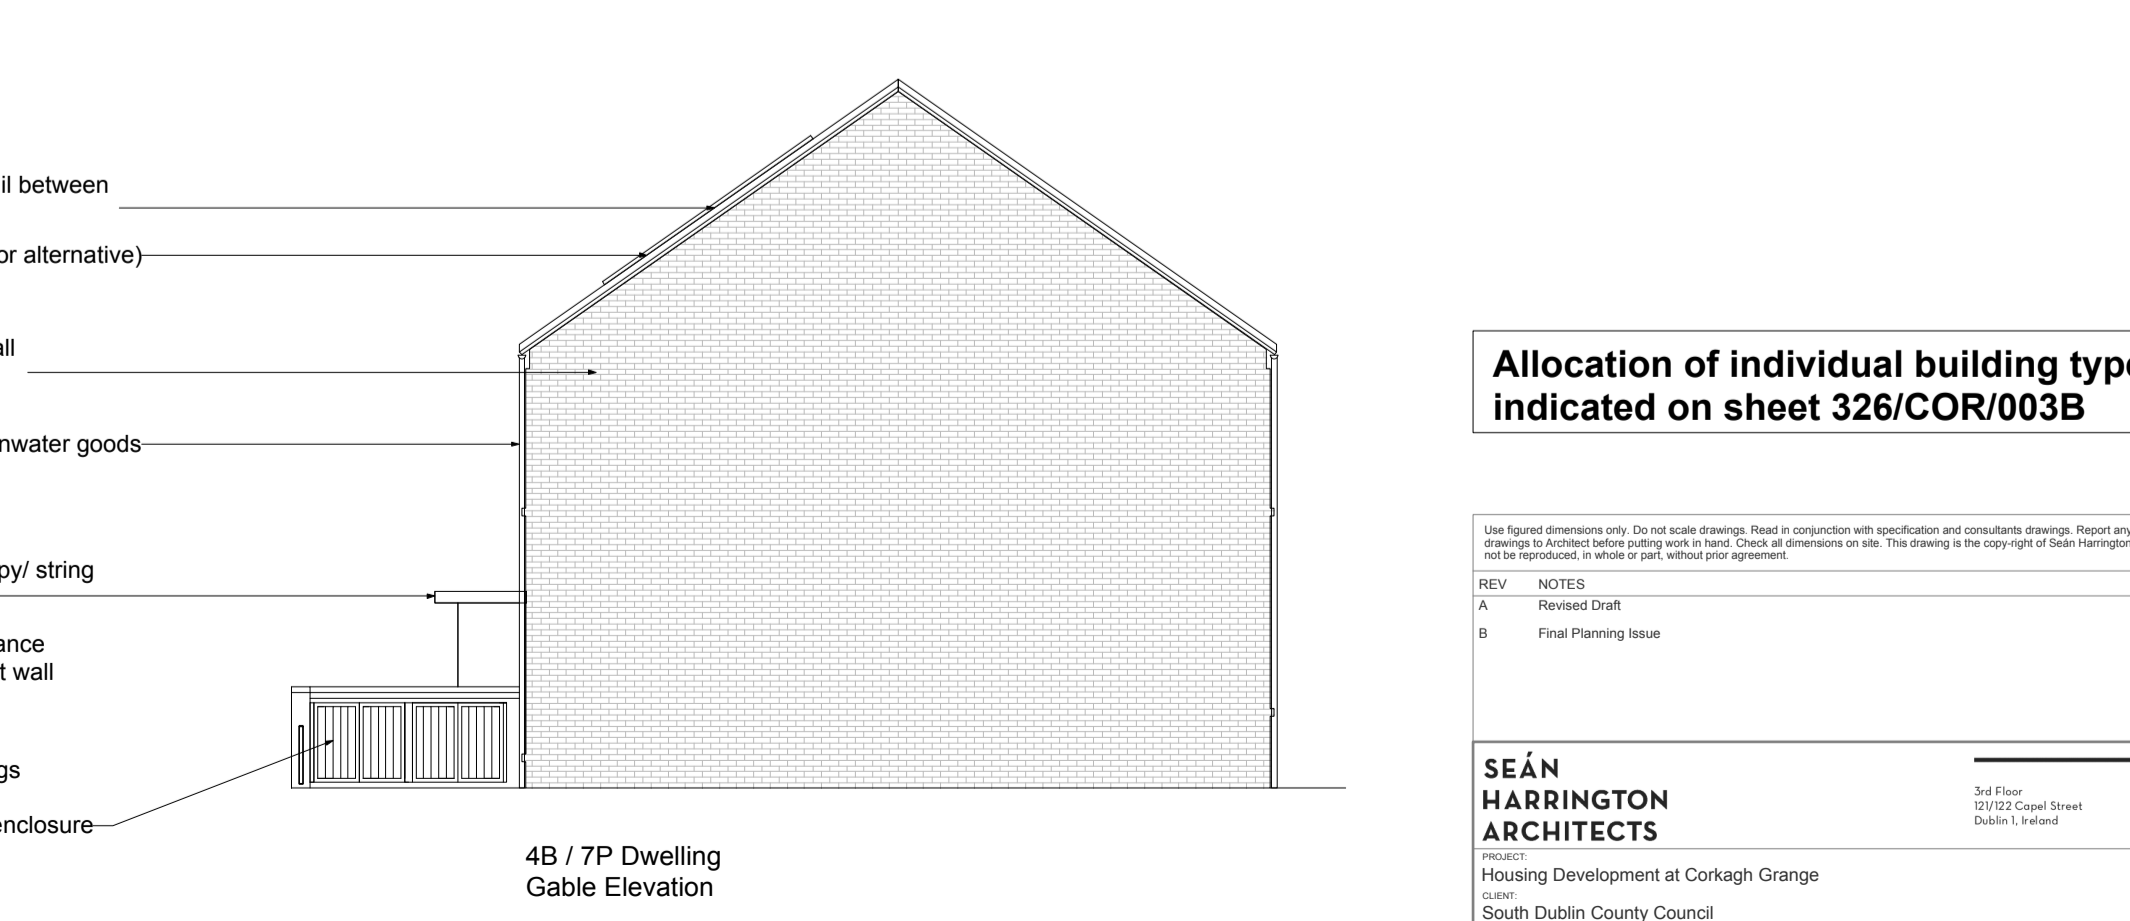 il between
or alternative)
all
nwater goods
py/ string
ance
t wall
gs
enclosure
4B / 7P Dwelling
Gable Elevation
Allocation of individual building type
indicated on sheet 326/COR/003B
Use figured dimensions only. Do not scale drawings. Read in conjunction with specification and consultants drawings. Report any
drawings to Architect before putting work in hand. Check all dimensions on site. This drawing is the copy-right of Seán Harrington
not be reproduced, in whole or part, without prior agreement.
REV NOTES
A Revised Draft
B Final Planning Issue
SEÁN
HARRINGTON
ARCHITECTS
3rd Floor
121/122 Capel Street
Dublin 1, Ireland
PROJECT:
Housing Development at Corkagh Grange
CLIENT:
South Dublin County Council